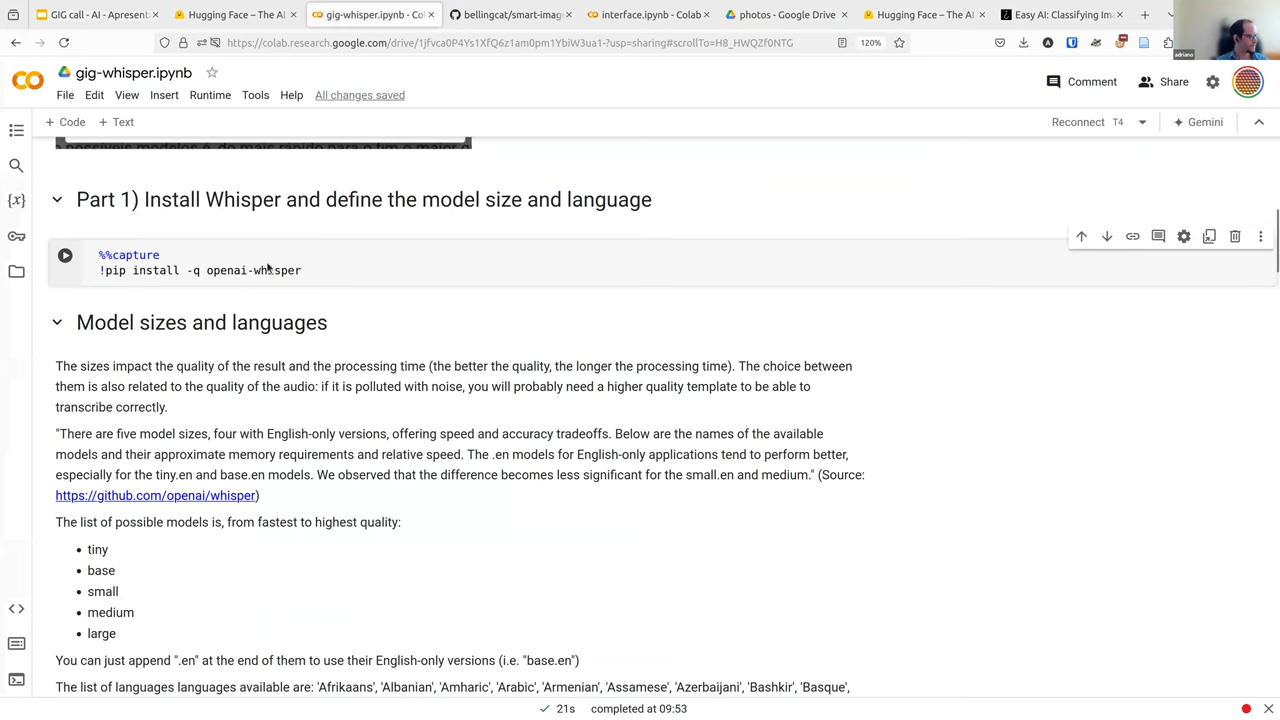 GIG call - AI - Apresent
Hugging Face – The AI
gig-whisper.ipynb - Col
bellingcat/smart-imag
interface.ipynb - Colab
photos - Google Drive
Hugging Face – The AI
Easy AI: Classifying Im
https://colab.research.google.com/drive/1jfvca0P4Ys1XfQ6z1am0pm1YbiW3ua1-?usp=sharing#scrollTo=H8_HWQZf0NTG
120%
adriano
gig-whisper.ipynb
Comment
Share
File Edit View Insert Runtime Tools Help All changes saved
+ Code + Text
Reconnect T4
Gemini
possíveis modelos é, do mais rápido para o
Part 1) Install Whisper and define the model size and language
%%capture
!pip install -q openai-whisper
Model sizes and languages
The sizes impact the quality of the result and the processing time (the better the quality, the longer the processing time). The choice between
them is also related to the quality of the audio: if it is polluted with noise, you will probably need a higher quality template to be able to
transcribe correctly.
"There are five model sizes, four with English-only versions, offering speed and accuracy tradeoffs. Below are the names of the available
models and their approximate memory requirements and relative speed. The .en models for English-only applications tend to perform better,
especially for the tiny.en and base.en models. We observed that the difference becomes less significant for the small.en and medium." (Source:
https://github.com/openai/whisper)
The list of possible models is, from fastest to highest quality:
• tiny
• base
• small
• medium
• large
You can just append ".en" at the end of them to use their English-only versions (i.e. "base.en")
The list of languages languages available are: 'Afrikaans', 'Albanian', 'Amharic', 'Arabic', 'Armenian', 'Assamese', 'Azerbaijani', 'Bashkir', 'Basque',
21s completed at 09:53